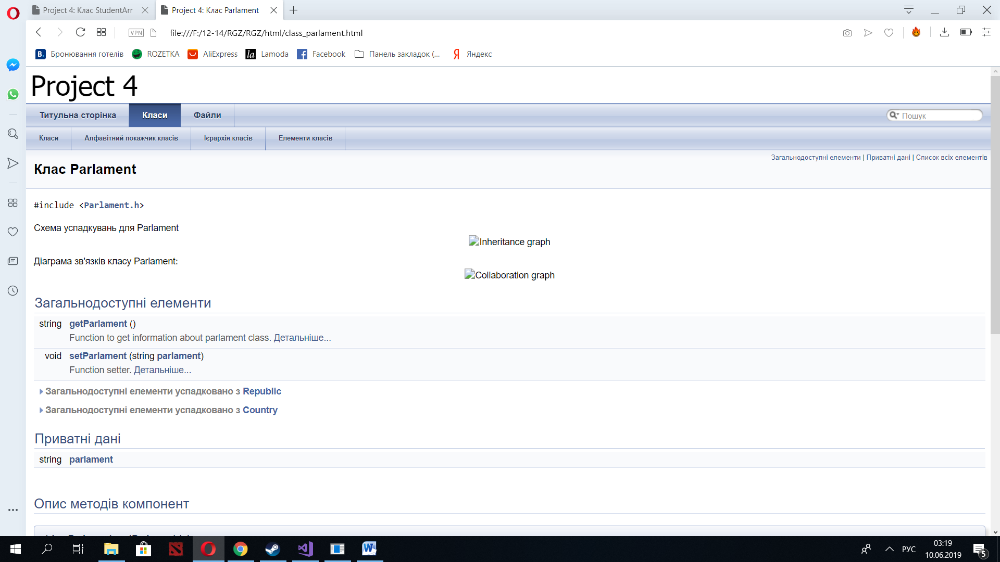 Project 4: Клас StudentArr
Project 4: Клас Parlament
VPN
file:///F:/12-14/RGZ/RGZ/html/class_parlament.html
B. Бронювання готелів
ROZETKA
AliExpress
la Lamoda
Facebook
Панель закладок (...
Я Яндекс
Project 4
Титульна сторінка
Класи
Файли
Пошук
Класи
Алфавітний покажчик класів
Ієрархія класів
Елементи класів
Загальнодоступні елементи | Приватні дані | Список всіх елементів
Клас Parlament
#include <Parlament.h>
Схема успадкувань для Parlament
Inheritance graph
Діаграма зв'язків класу Parlament:
Collaboration graph
Загальнодоступні елементи
string getParlament ()
Function to get information about parlament class. Детальніше...
void setParlament (string parlament)
Function setter. Детальніше...
Загальнодоступні елементи успадковано з Republic
Загальнодоступні елементи успадковано з Country
Приватні дані
string parlament
Опис методів компонент
РУС
03:19
10.06.2019
5